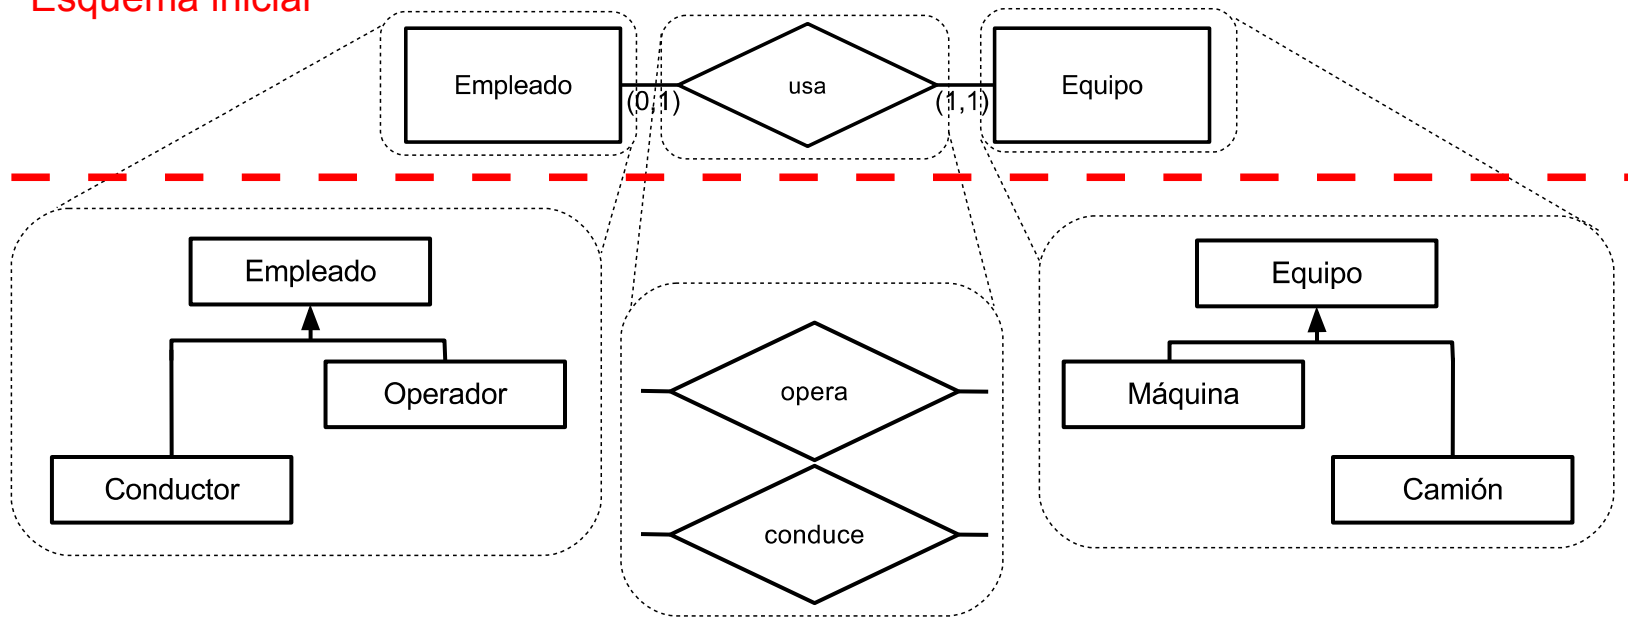 Esquema inicial
Empleado
(0,1)
usa
(1,1)
Equipo
Empleado
Operador
Conductor
opera
conduce
Equipo
Máquina
Camión